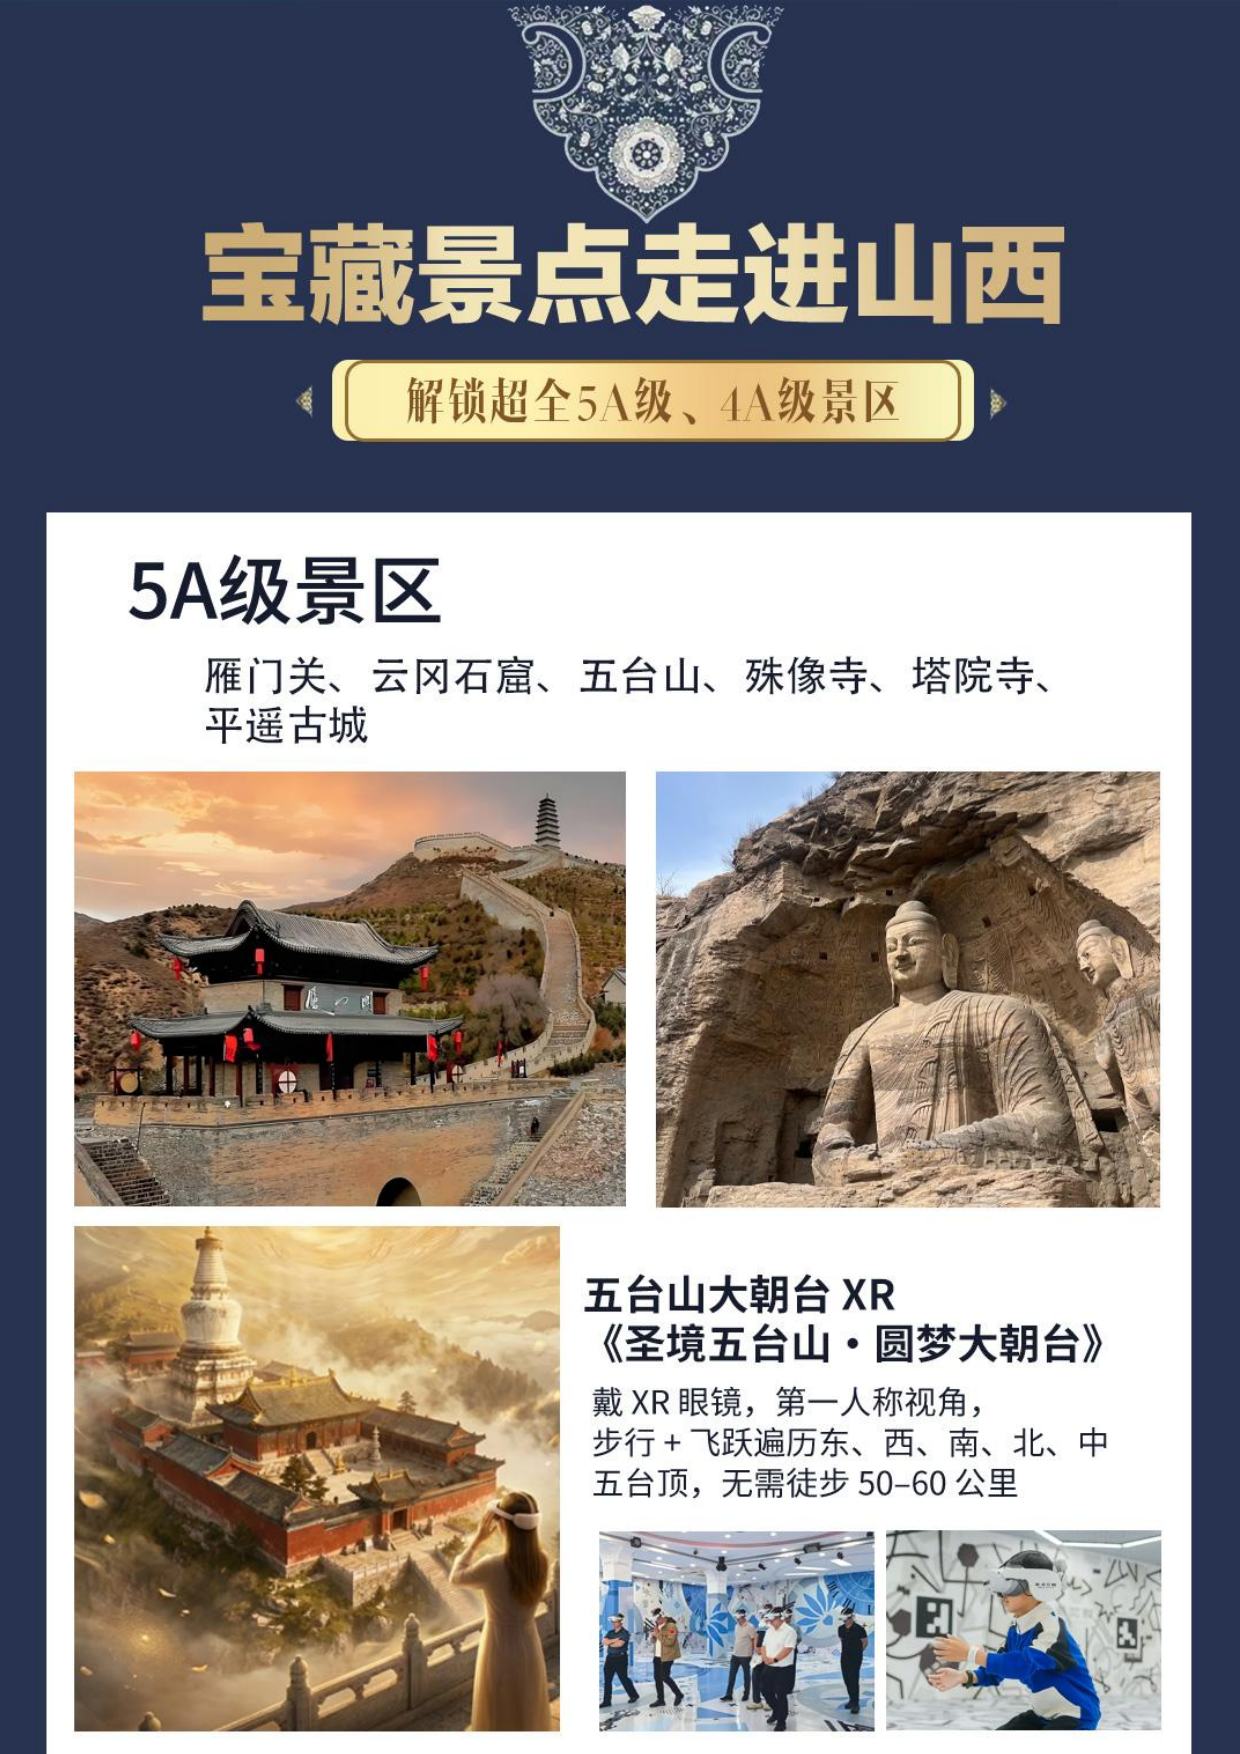 宝藏景点走进山西
解锁超全5A级、4A级景区
5A级景区
雁门关、云冈石窟、五台山、殊像寺、塔院寺、
平遥古城
雁门关
五台山大朝台 XR
《圣境五台山·圆梦大朝台》
戴 XR 眼镜，第一人称视角，
步行 + 飞跃遍历东、西、南、北、中
五台顶，无需徒步 50–60 公里